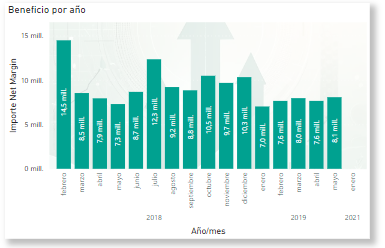 Beneficio por año
Importe Net Margin
15 mill.
10 mill.
5 mill.
0 mill.
14,5 mill.
8,5 mill.
7,9 mill.
7,3 mill.
8,7 mill.
12,3 mill.
9,2 mill.
8,8 mill.
10,5 mill.
9,7 mill.
10,3 mill.
7,0 mill.
7,6 mill.
8,0 mill.
7,6 mill.
8,1 mill.
febrero
marzo
abril
mayo
junio
julio
agosto
septiembre
octubre
noviembre
diciembre
enero
febrero
marzo
abril
mayo
enero
2018
2019
2021
Año/mes